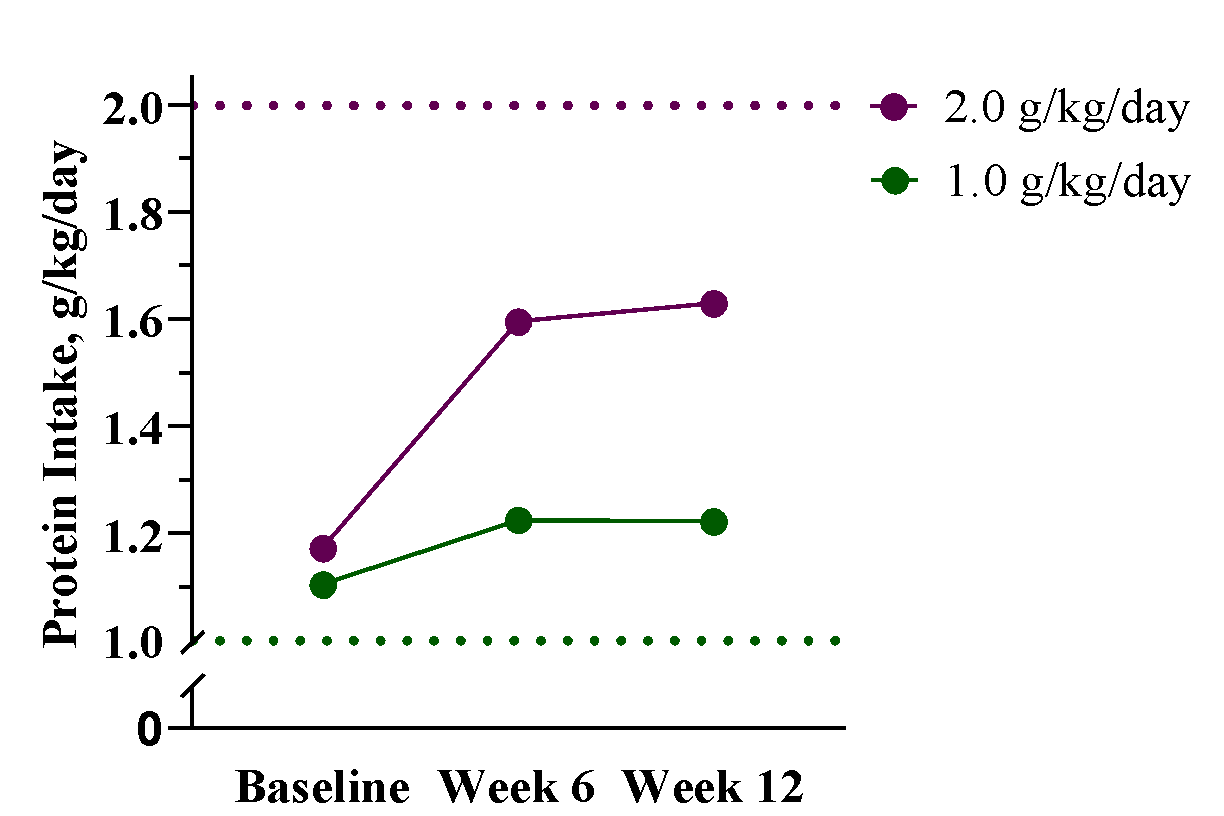 Protein Intake, g/kg/day
2.0
1.8
1.6
1.4
1.2
1.0
0
Baseline Week 6 Week 12
2.0 g/kg/day
1.0 g/kg/day